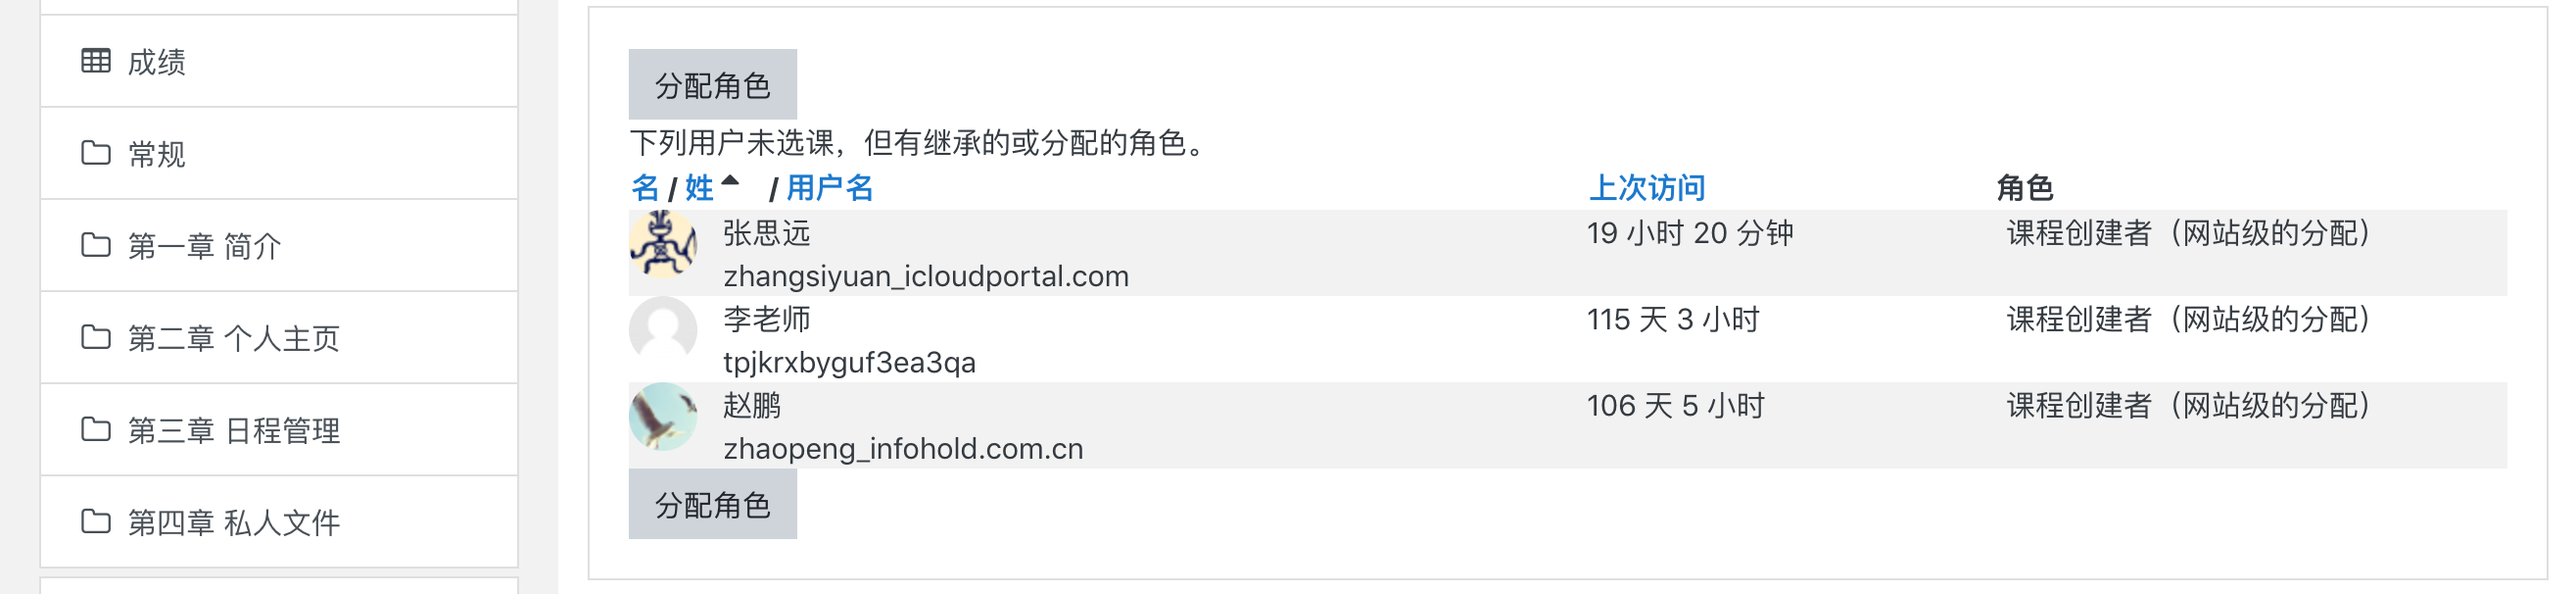 成绩
常规
第一章 简介
第二章 个人主页
第三章 日程管理
第四章 私人文件
分配角色
下列用户未选课，但有继承的或分配的角色。
名 / 姓 / 用户名 上次访问 角色
张思远 19 小时 20 分钟 课程创建者（网站级的分配）
zhangsiyuan_icloudportal.com
李老师 115 天 3 小时 课程创建者（网站级的分配）
tpjkrxbyguf3ea3qa
赵鹏 106 天 5 小时 课程创建者（网站级的分配）
zhaopeng_infohold.com.cn
分配角色